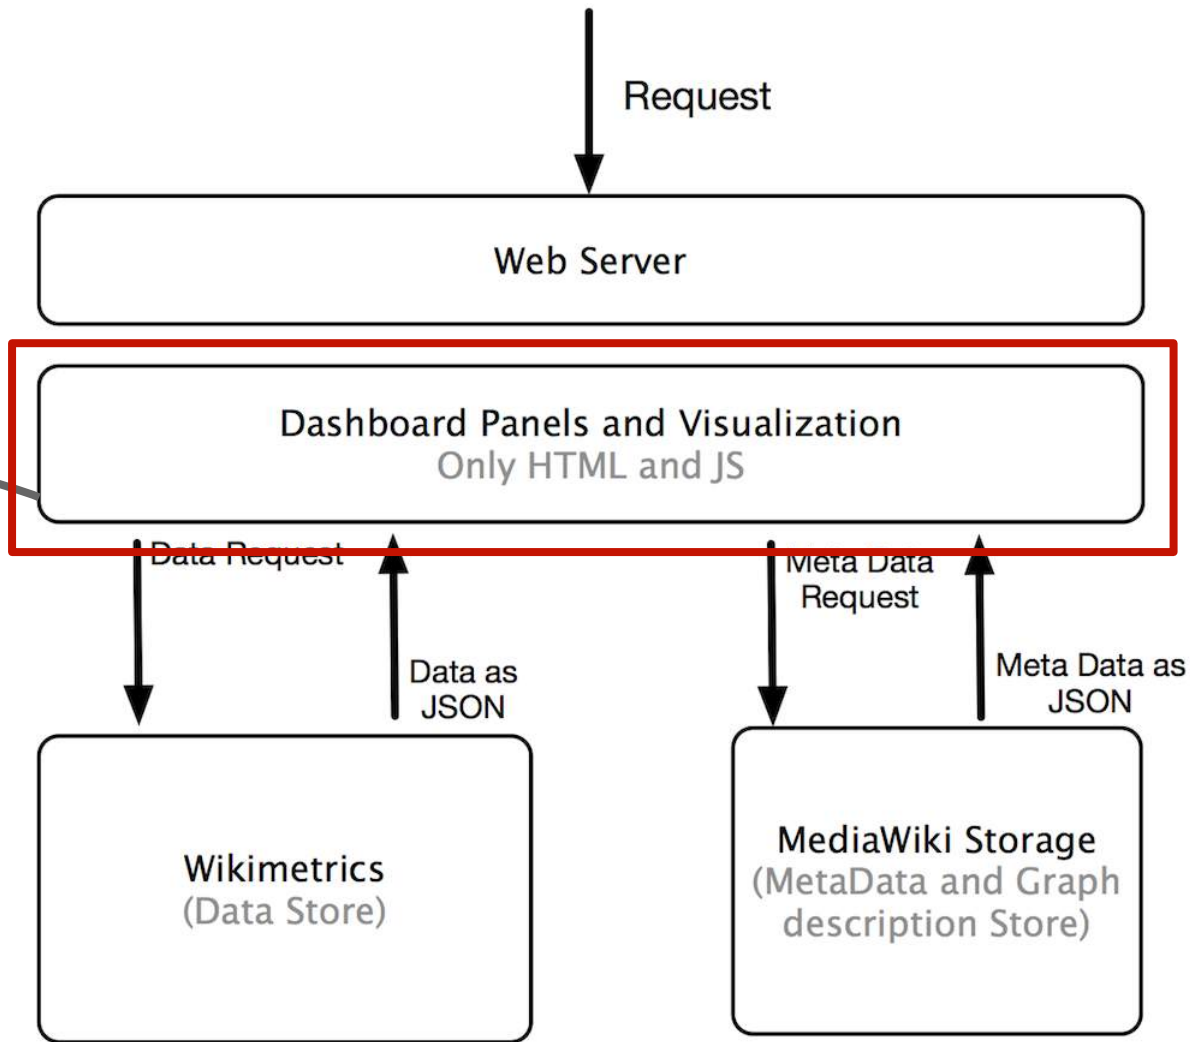 Request
Web Server
Dashboard Panels and Visualization
Only HTML and JS
Data Request
Meta Data
Request
Data as
JSON
Meta Data as
JSON
Wikimetrics
(Data Store)
MediaWiki Storage
(MetaData and Graph
description Store)